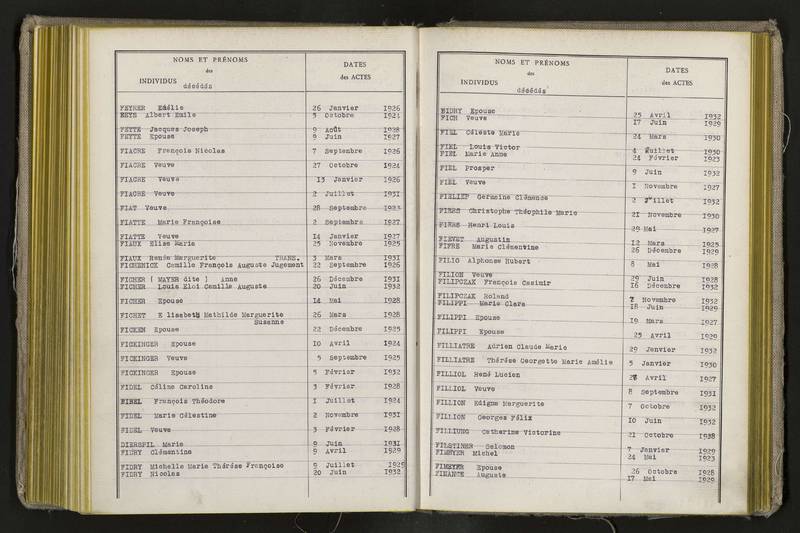 NOMS ET PRÉNOMS
des
INDIVIDUS
décédés
DATES
des ACTES
FEYRER Emélie 26 Janvier 1926
FEYS Albert Emile 5 Octobre 1924
FETTE Jacques Joseph 9 Août 1928
FETTE Epouse 9 Juin 1927
FIACRE François Nicolas 7 Septembre 1926
FIACRE Veuve 27 Octobre 1924
FIACRE Veuve 13 Janvier 1926
FIACRE Veuve 2 Juillet 1931
FIAT Veuve 28 Septembre
FIATTE Marie Françoise 2 Septembre 1927
FIATTE Veuve 14 Janvier 1927
FIAUX Elise Marie 25 Novembre 1925
FIAUX Renée Marguerite TRANS. 3 Mars 1931
FICHENICK Camille François Auguste Jugement 22 Septembre 1926
FICHER ( MAYER dite ) Anne 26 Décembre 1931
FICHER Louis Eloi Camille Auguste 20 Juin 1932
FICHER Epouse 14 Mai 1928
FICHET Elisabeth Mathilde Marguerite 26 Mars 1928
Suzanne
FICKEN Epouse 22 Décembre 1925
FICKINGER Epouse 10 Avril 1924
FICKINGER Veuve 5 Septembre 1925
FICKINGER Epouse 5 Février 1932
FIDEL Céline Caroline 3 Février 1928
FIDEL François Théodore 1 Juillet 1924
FIDEL Marie Célestine 2 Novembre 1931
FIDEL Veuve 3 Février 1928
DIERSFIL Marie 9 Juin 1931
FIDRY Clémentine 9 Avril 1929
FIDRY Michelle Marie Thérèse Françoise 9 Juillet 1925
FIDRY Nicolas 20 Juin 1932
NOMS ET PRÉNOMS
des
INDIVIDUS
décédés
DATES
des ACTES
FIDRY Epouse 25 Avril 1932
FICH Veuve 17 Juin 1929
FIEL Céleste Marie 24 Mars 1930
FIEL Louis Victor 4 Juillet 1930
FIEL Marie Anne 24 Février 1923
FIEL Prosper 9 Juin 1932
FIEL Veuve 1 Novembre 1927
FIELIEP Germaine Clémence 2 Juillet 1932
FIERS Christophe Théophile Marie 21 Novembre 1930
FIERS Henri Louis 29 Mai 1927
FIEVET Augustin 12 Mars 1925
FIFRE Marie Clémentine 26 Décembre 1929
FILIO Alphonse Hubert 8 Mai 1928
FILION Veuve 29 Juin 1928
FILIPCZAK François Casimir 16 Décembre 1932
FILIPCZAK Roland 7 Novembre 1932
FILIPPI Marie Clara 18 Juin 1929
FILIPPI Epouse 19 Mars 1927
FILIPPI Epouse 25 Avril 1929
FILLIATRE Adrien Claude Marie 29 Janvier 1932
FILLIATRE Thérèse Georgette Marie Amélie 5 Janvier 1930
FILLIOL René Lucien Avril 1927
FILLIOL Veuve 8 Septembre 1931
FILLION Edigne Marguerite 7 Octobre 1932
FILLION Georges Félix 10 Juin 1932
FILLIUNG Catherine Victorine 21 Octobre 1928
FILSTINER Salomon 7 Janvier 1929
FIMEYER Michel 24 Mai 1923
FIMEYER Epouse 26 Octobre 1928
FINANCE Auguste 17 Mai 1929